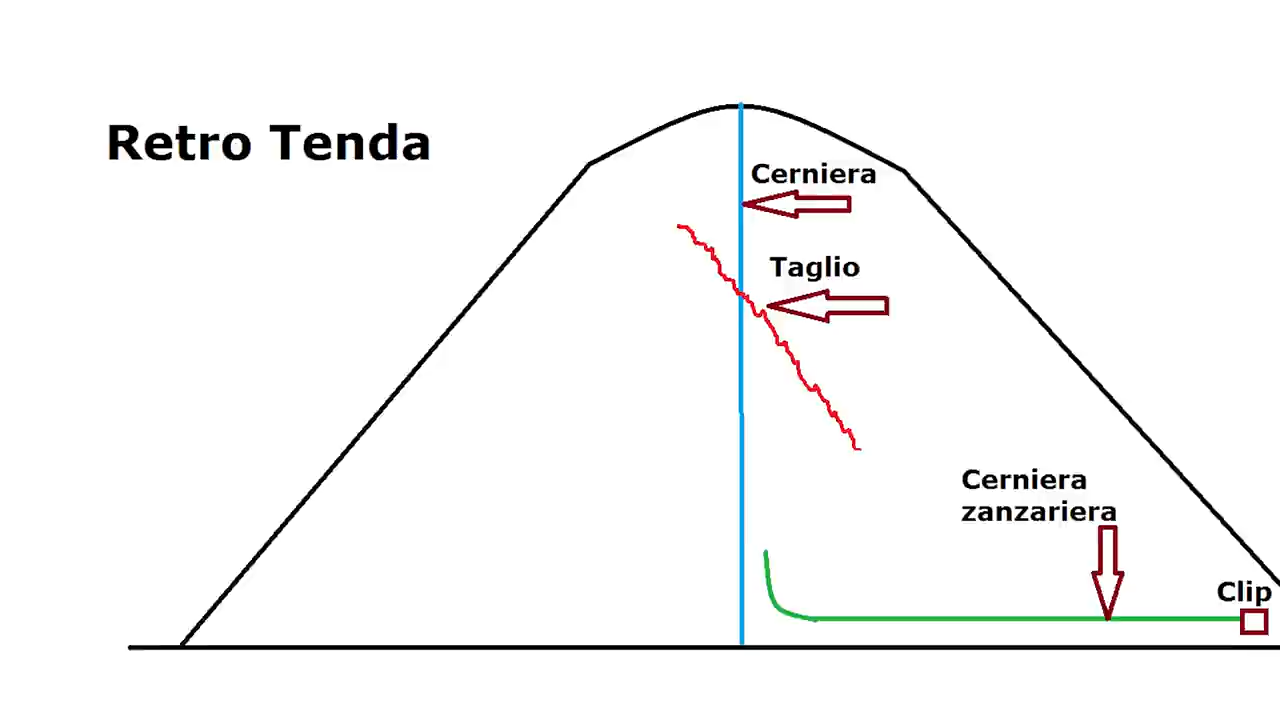 Retro Tenda
Cerniera
Taglio
Cerniera
zanzariera
Clip